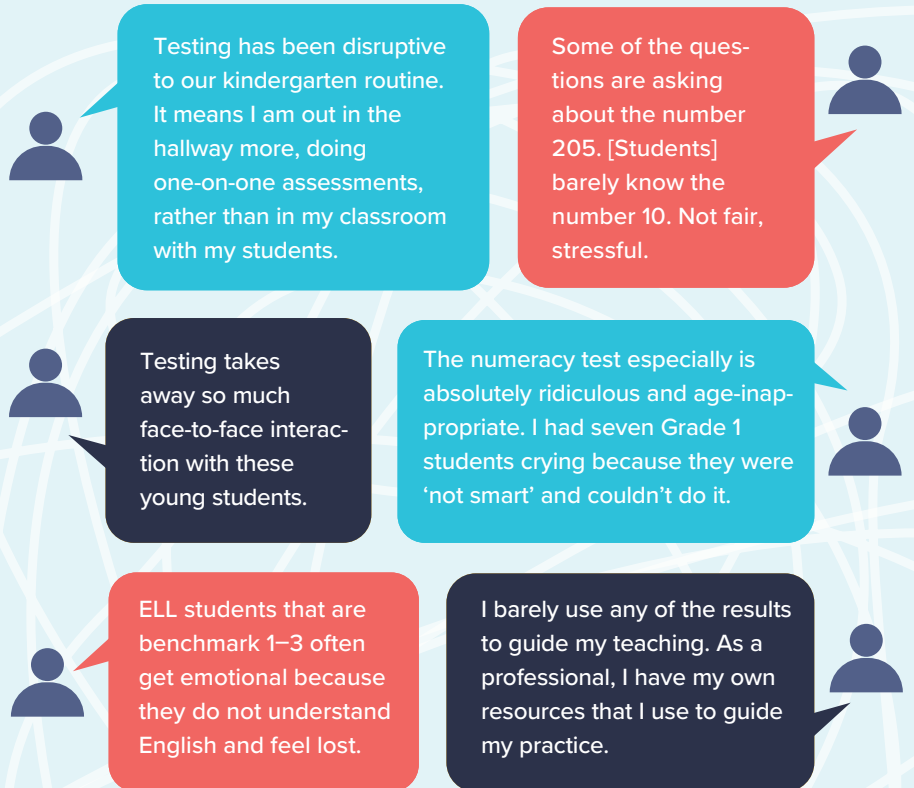 Testing has been disruptive
to our kindergarten routine.
It means I am out in the
hallway more, doing
one-on-one assessments,
rather than in my classroom
with my students.
Some of the ques-
tions are asking
about the number
205. [Students]
barely know the
number 10. Not fair,
stressful.
Testing takes
away so much
face-to-face interac-
tion with these
young students.
The numeracy test especially is
absolutely ridiculous and age-inap-
propriate. I had seven Grade 1
students crying because they were
‘not smart’ and couldn’t do it.
ELL students that are
benchmark 1–3 often
get emotional because
they do not understand
English and feel lost.
I barely use any of the results
to guide my teaching. As a
professional, I have my own
resources that I use to guide
my practice.